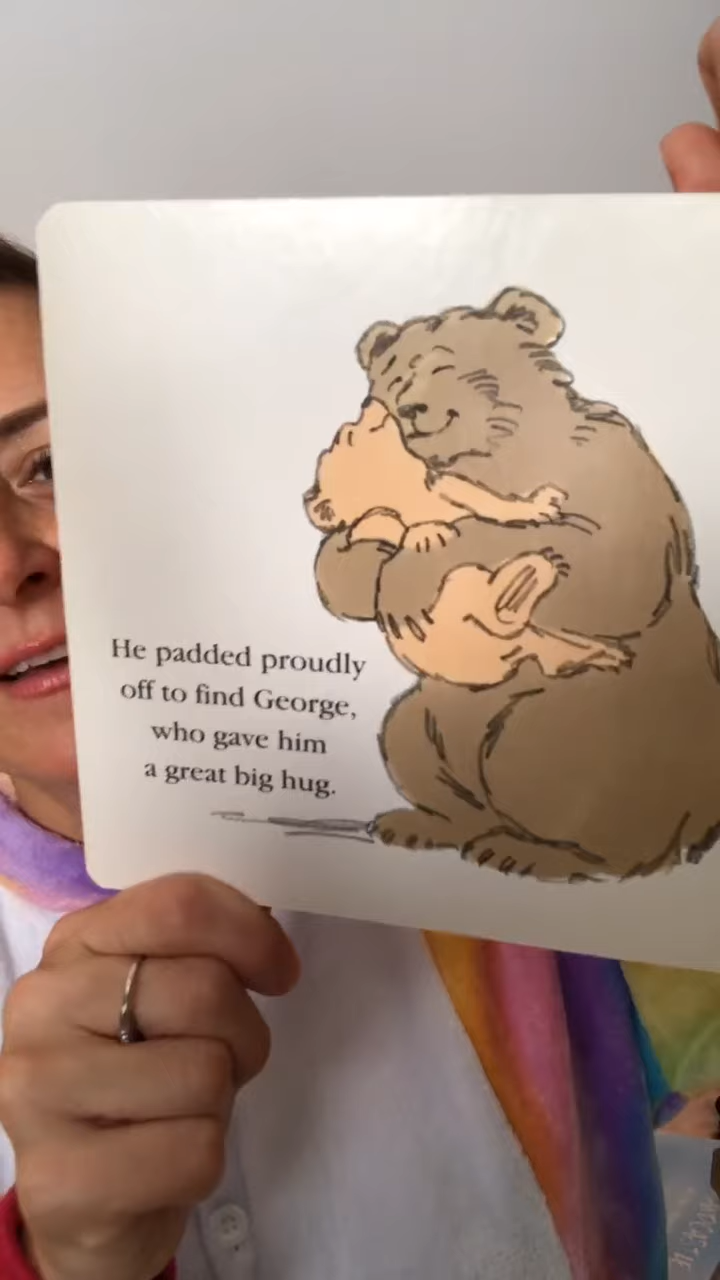 He padded proudly
off to find George,
who gave him
a great big hug.